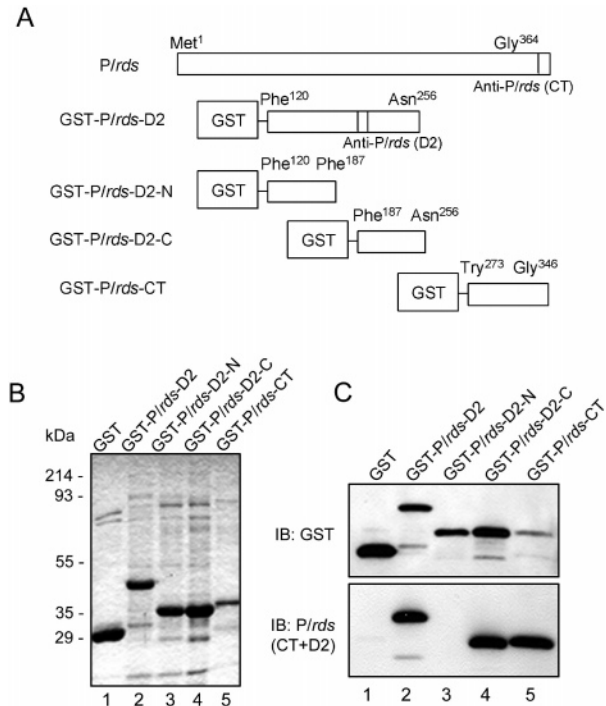 A
Met1 Gly364
P/rds
Anti-P/rds (CT)
Phe120 Asn256
GST-P/rds-D2 GST
Anti-P/rds (D2)
Phe120 Phe187
GST-P/rds-D2-N GST
Phe187 Asn256
GST-P/rds-D2-C GST
Try273 Gly346
GST-P/rds-CT GST
B
kDa
GST
GST-P/rds-D2
GST-P/rds-D2-N
GST-P/rds-D2-C
GST-P/rds-CT
214 -
93 -
55 -
35 -
29 -
1 2 3 4 5
C
GST
GST-P/rds-D2
GST-P/rds-D2-N
GST-P/rds-D2-C
GST-P/rds-CT
IB: GST
IB: P/rds
(CT+D2)
1 2 3 4 5